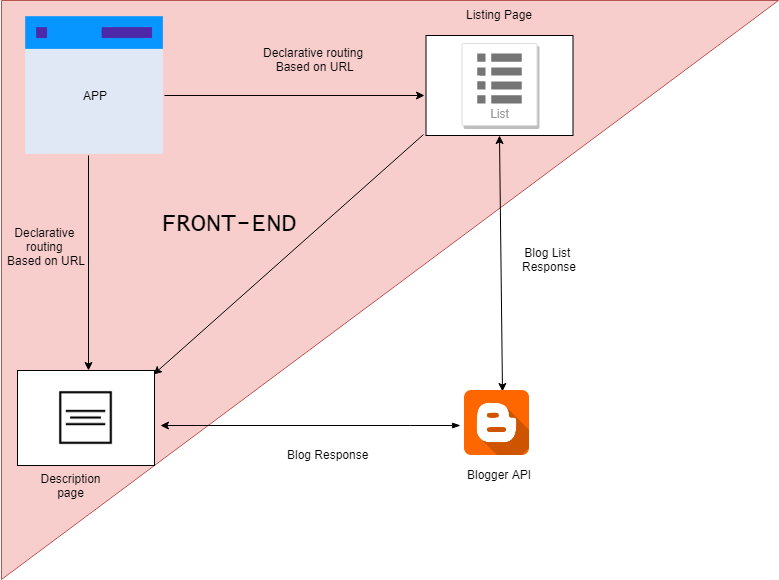 Listing Page
Declarative routing
Based on URL
APP
List
FRONT-END
Declarative
routing
Based on URL
Blog List
Response
Blog Response
Blogger API
Description
page